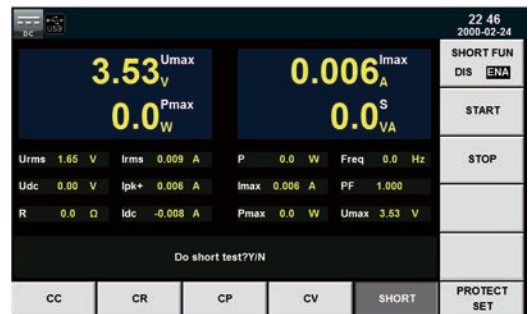 DC USB
22 46
2000-02-24
3.53 Umax V 0.006 Imax A
0.0 Pmax W 0.0 S VA
SHORT FUN
DIS ENA
START
STOP
Urms 1.65 V Irms 0.009 A P 0.0 W Freq 0.0 Hz
Udc 0.00 V Ipk+ 0.006 A Imax 0.006 A PF 1.000
R 0.0 Ω Idc -0.008 A Pmax 0.0 W Umax 3.53 V
Do short test?Y/N
CC CR CP CV SHORT PROTECT
SET